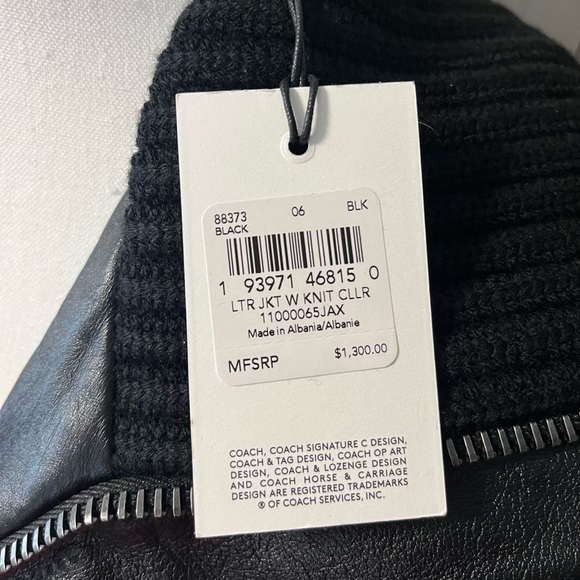 88373 06 BLK
BLACK
1 93971 46815 0
LTR JKT W KNIT CLLR
11000065JAX
Made in Albania/Albanie
MFSRP $1,300.00
COACH, COACH SIGNATURE C DESIGN,
COACH & TAG DESIGN, COACH OP ART
DESIGN, COACH & LOZENGE DESIGN
AND COACH HORSE & CARRIAGE
DESIGN ARE REGISTERED TRADEMARKS
® OF COACH SERVICES, INC.